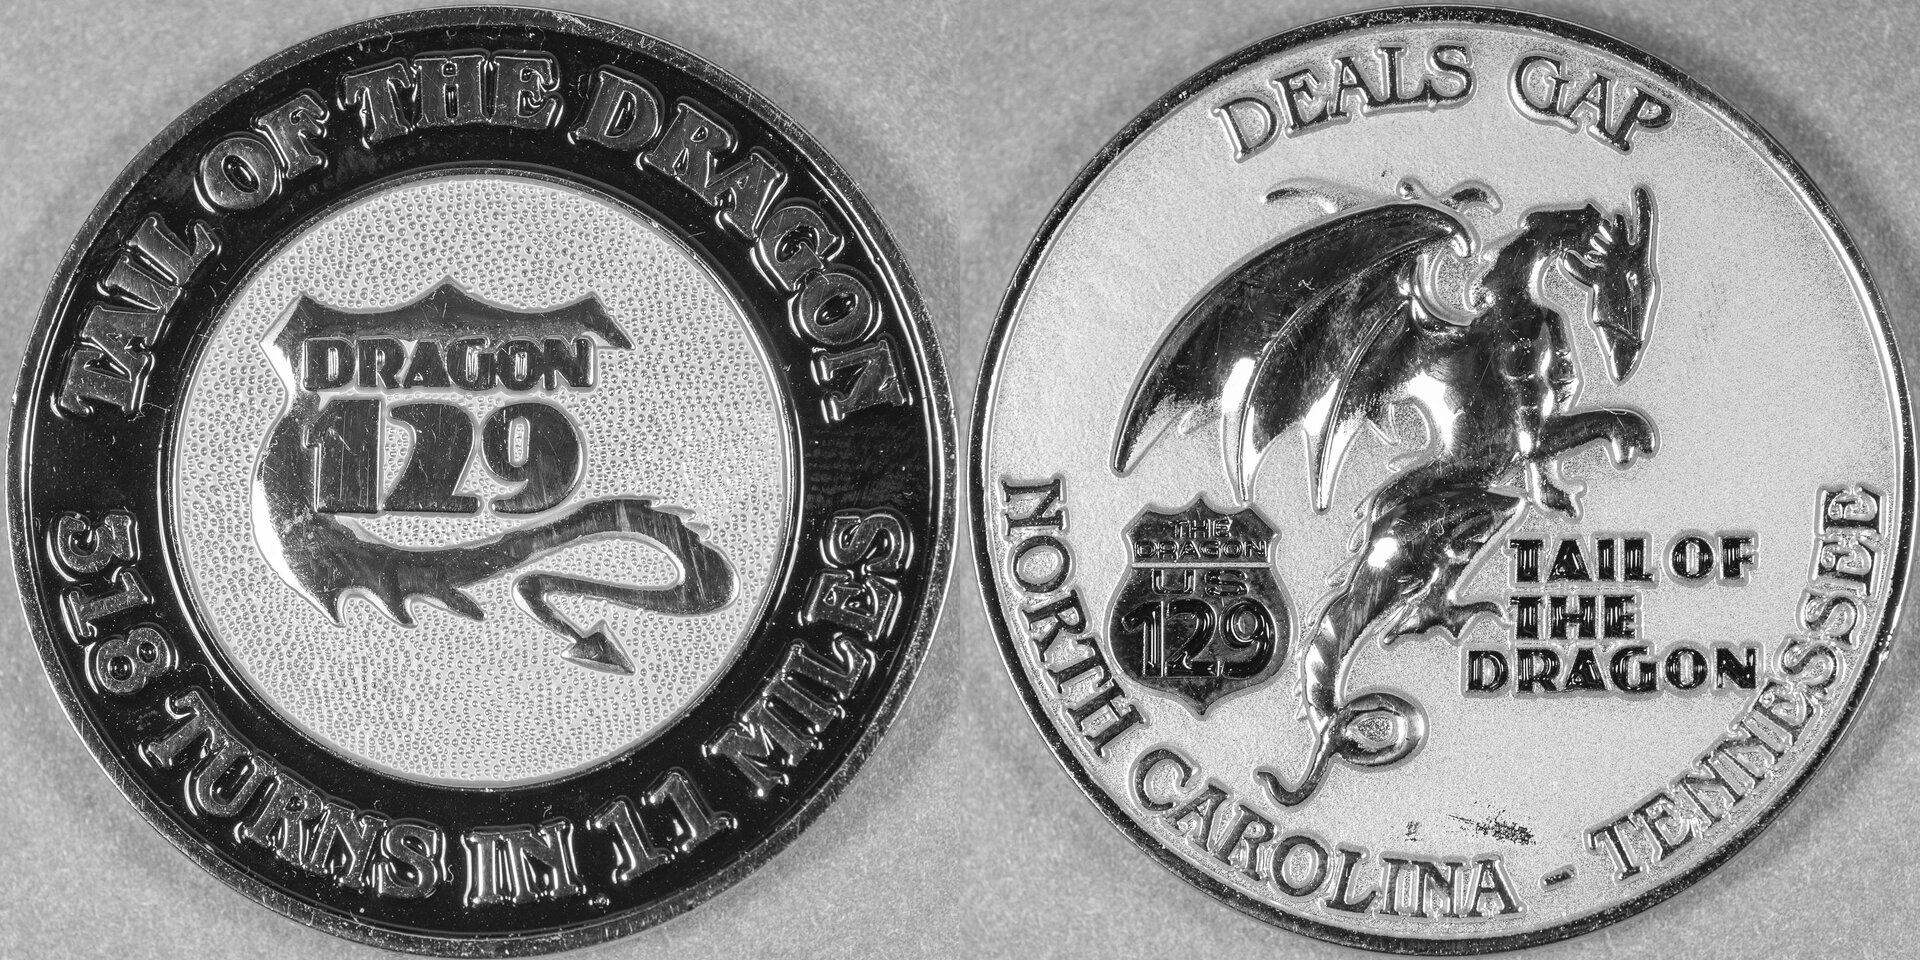 TAIL OF THE DRAGON
DRAGON
129
318 TURNS IN 11 MILES
DEALS GAP
THE
DRAGON
US
129
TAIL OF
THE
DRAGON
NORTH CAROLINA - TENNESSEE